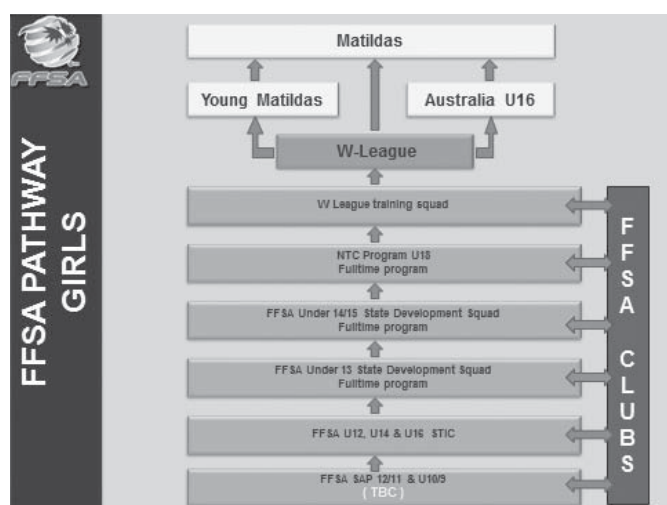 FFSA
FFSA PATHWAY
GIRLS
Matildas
Young Matildas
Australia U16
W-League
W League training squad
NTC Program U18
Fulltime program
FFSA Under 14/15 State Development Squad
Fulltime program
FFSA Under 13 State Development Squad
Fulltime program
FFSA U12, U14 & U16 STIC
FFSA SAP 12/11 & U10/9
( TBC )
FFSA CLUBS